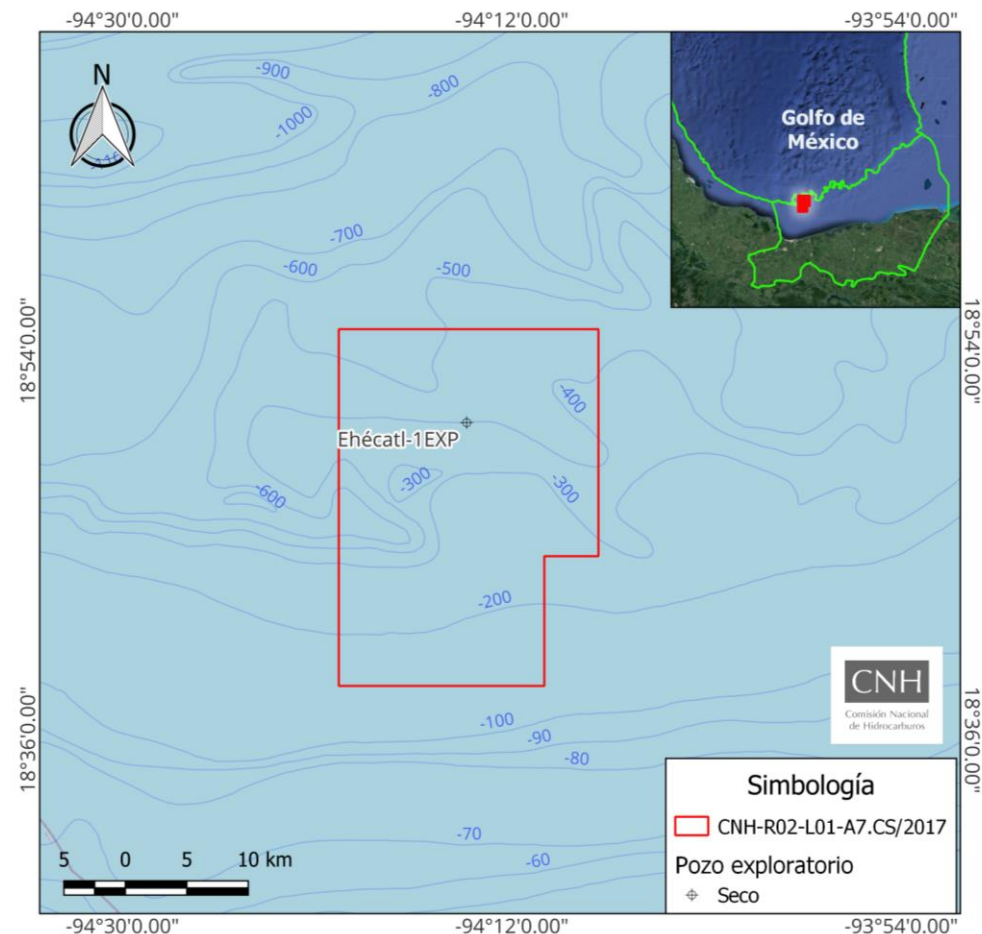 -94°30'0.00"
-94°12'0.00"
-93°54'0.00"
N
-900
-800
-1000
-700
-600
-500
Golfo de
México
18°54'0.00"
18°54'0.00"
-400
Ehécatl-1EXP
-300
-600
-300
-200
CNH
Comisión Nacional
de Hidrocarburos
18°36'0.00"
18°36'0.00"
-100
-90
-80
-70
-60
Simbología
CNH-R02-L01-A7.CS/2017
Pozo exploratorio
Seco
5 0 5 10 km
-94°30'0.00"
-94°12'0.00"
-93°54'0.00"